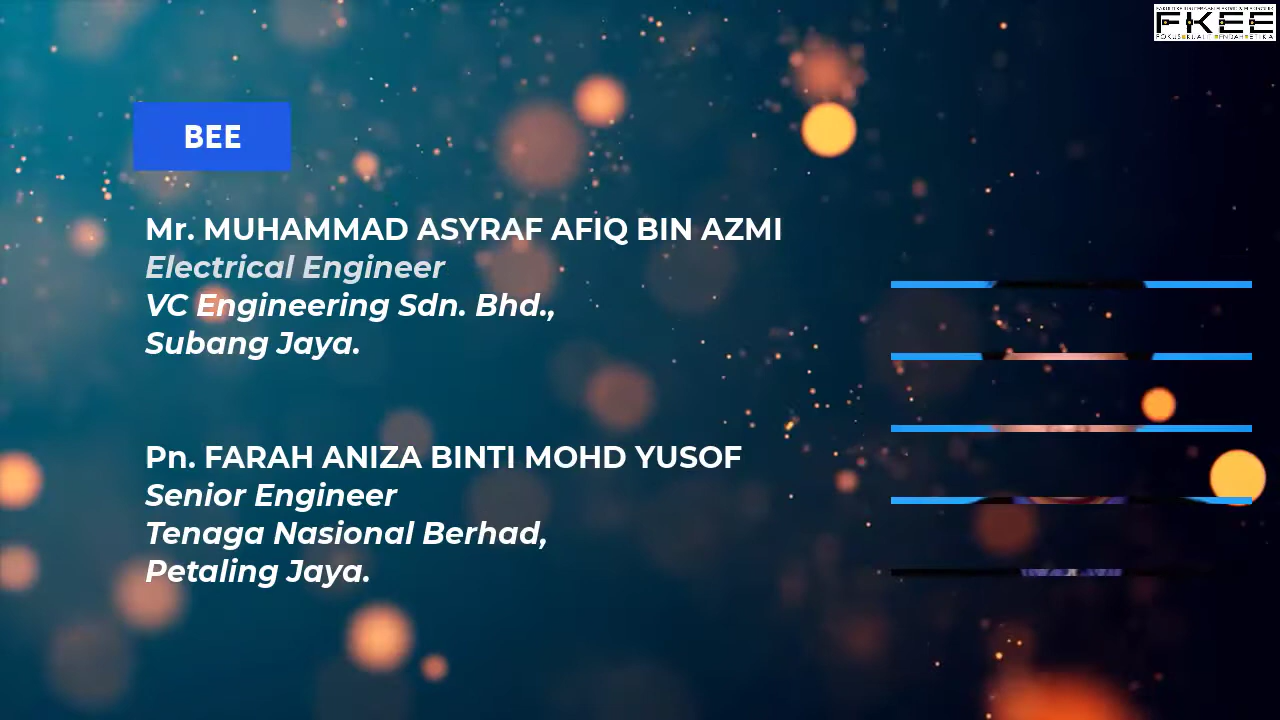 FKEE
BEE
Mr. MUHAMMAD ASYRAF AFIQ BIN AZMI
Electrical Engineer
VC Engineering Sdn. Bhd.,
Subang Jaya.
Pn. FARAH ANIZA BINTI MOHD YUSOF
Senior Engineer
Tenaga Nasional Berhad,
Petaling Jaya.